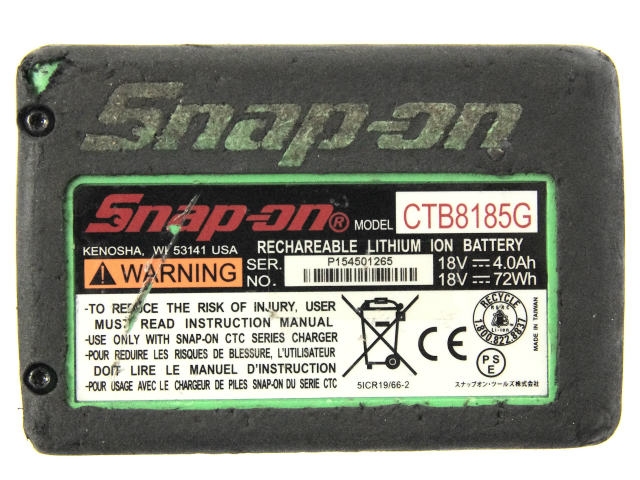 Snap-on
Snap-on® MODEL CTB8185G
KENOSHA, WI 53141 USA
RECHAREABLE LITHIUM ION BATTERY
WARNING
SER. NO. P154501265
18V 4.0Ah
18V 72Wh
-TO REDUCE THE RISK OF INJURY, USER
MUST READ INSTRUCTION MANUAL
-USE ONLY WITH SNAP-ON CTC SERIES CHARGER
-POUR REDUIRE LES RISQUES DE BLESSURE, L'UTILISATEUR
DOIT LIRE LE MANUEL D'INSTRUCTION
-POUR USAGE AVEC LE CHARGEUR DE PILES SNAP-ON DU SERIE CTC
5ICR19/66-2
CE
RECYCLE
RBRC
LI-ION
1.800.822.8837
PS
E
MADE IN TAIWAN
スナップオン・ツールズ株式会社